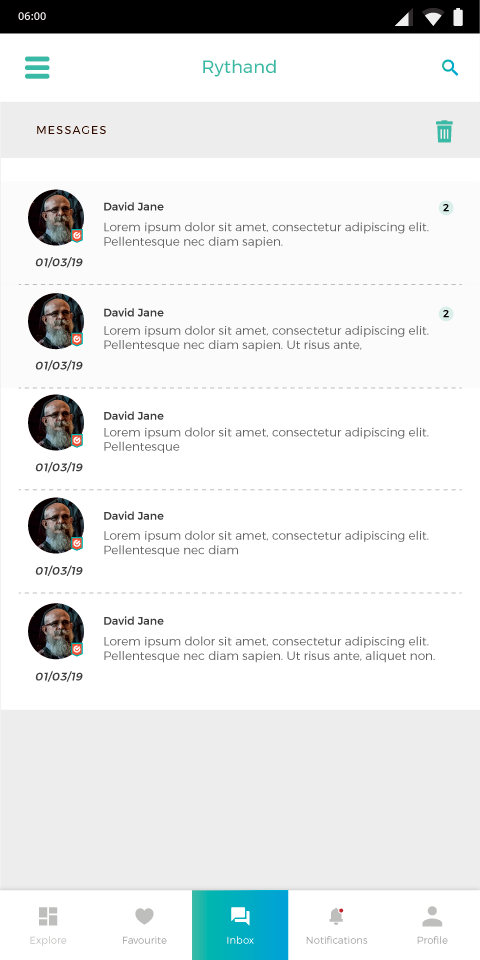 06:00
Rythand
MESSAGES
David Jane
2
Lorem ipsum dolor sit amet, consectetur adipiscing elit.
Pellentesque nec diam sapien.
01/03/19
David Jane
2
Lorem ipsum dolor sit amet, consectetur adipiscing elit.
Pellentesque nec diam sapien. Ut risus ante,
01/03/19
David Jane
Lorem ipsum dolor sit amet, consectetur adipiscing elit.
Pellentesque
01/03/19
David Jane
Lorem ipsum dolor sit amet, consectetur adipiscing elit.
Pellentesque nec diam
01/03/19
David Jane
Lorem ipsum dolor sit amet, consectetur adipiscing elit.
Pellentesque nec diam sapien. Ut risus ante, aliquet non.
01/03/19
Explore
Favourite
Inbox
Notifications
Profile